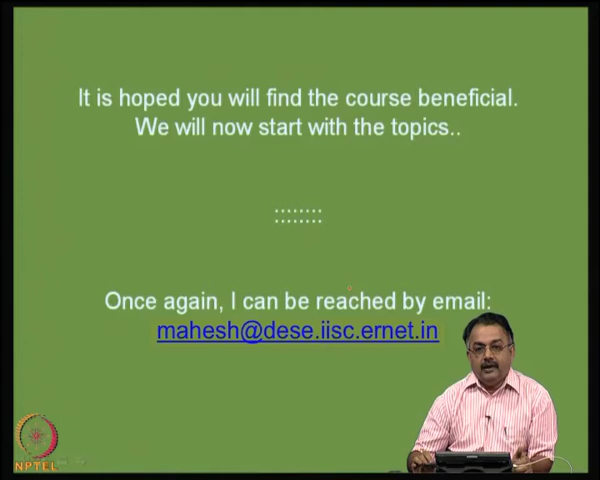 It is hoped you will find the course beneficial.
We will now start with the topics..
::::::::
Once again, I can be reached by email:
mahesh@dese.iisc.ernet.in
NPTEL